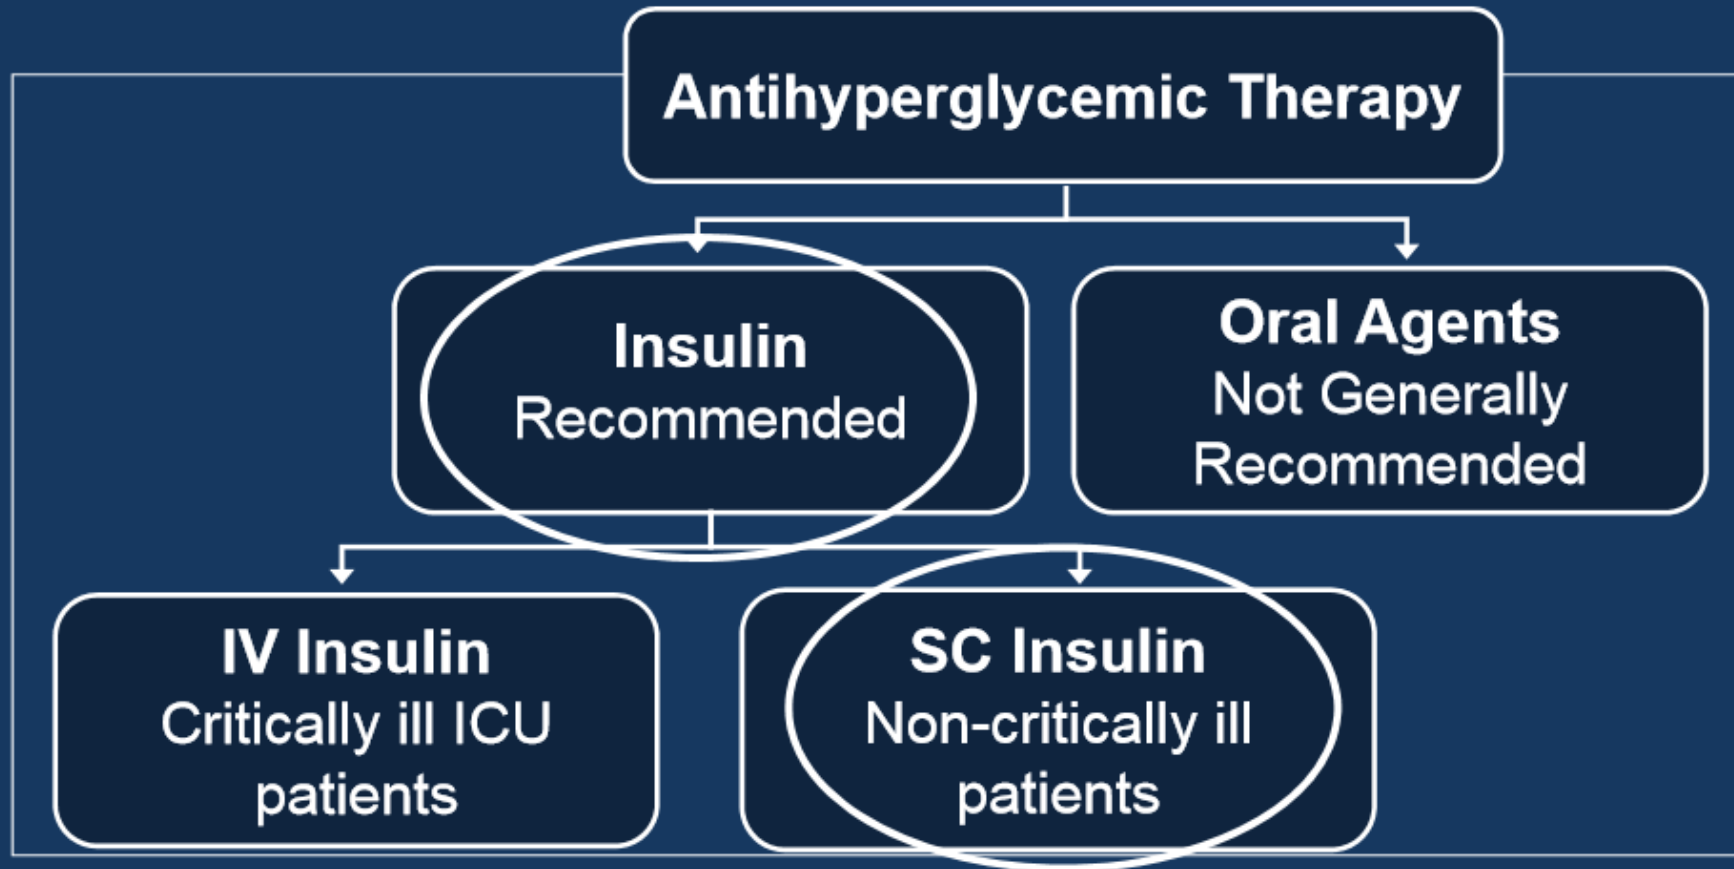 Antihyperglycemic Therapy
Insulin
Recommended
Oral Agents
Not Generally
Recommended
IV Insulin
Critically ill ICU
patients
SC Insulin
Non-critically ill
patients